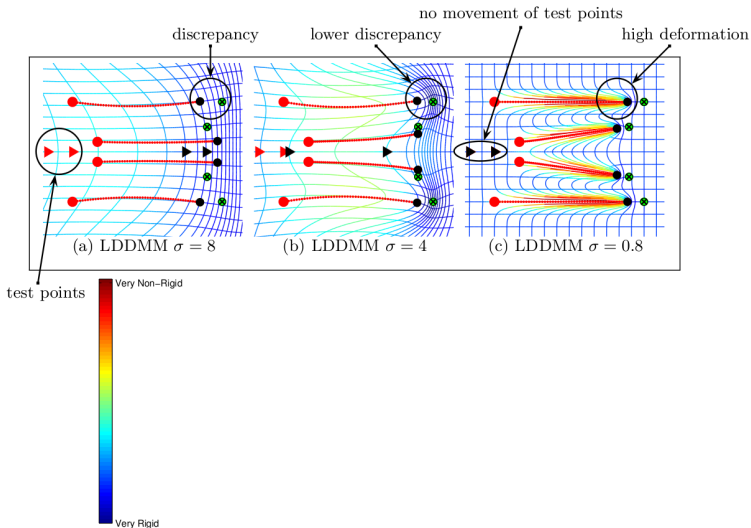 no movement of test points
discrepancy
lower discrepancy
high deformation
(a) LDDMM σ = 8
(b) LDDMM σ = 4
(c) LDDMM σ = 0.8
test points
Very Non-Rigid
Very Rigid